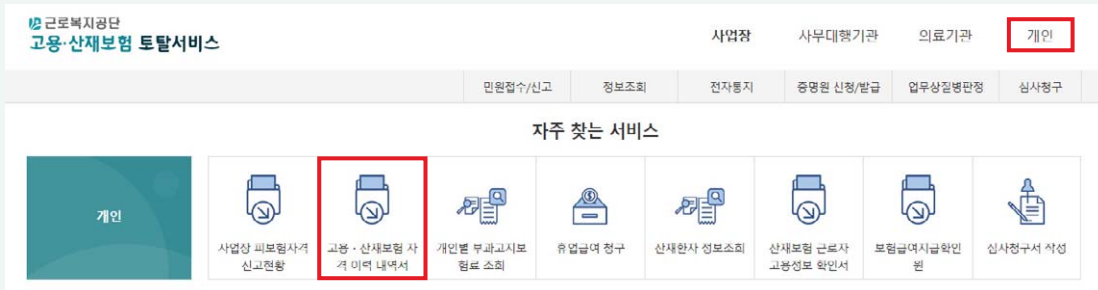 근로복지공단
고용·산재보험 토탈서비스
사업장 사무대행기관 의료기관 개인
민원접수/신고 정보조회 전자통지 증명원 신청/발급 업무상질병판정 심사청구
자주 찾는 서비스
개인
사업장 피보험자격
신고현황
고용·산재보험 자
격 이력 내역서
개인별 부과고지보
험료 조회
휴업급여 청구
산재환자 정보조회
산재보험 근로자
고용정보 확인서
보험급여지급확인
원
심사청구서 작성